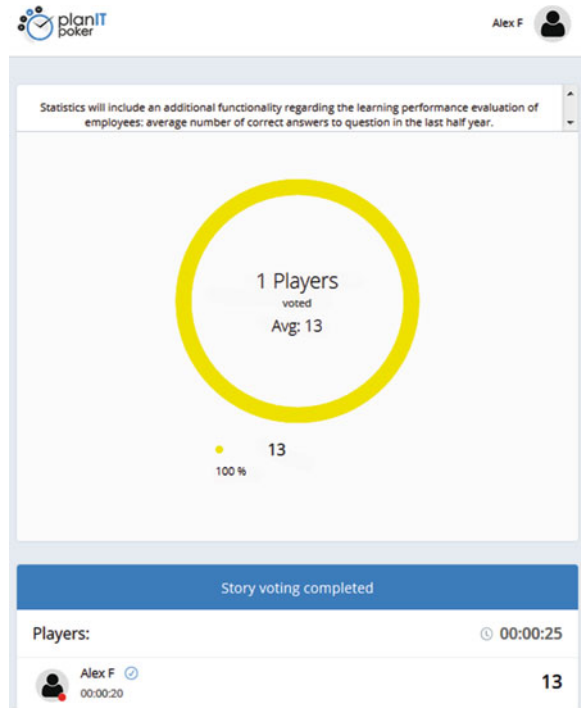 planIT
poker
Alex F
Statistics will include an additional functionality regarding the learning performance evaluation of
employees: average number of correct answers to question in the last half year.
1 Players
voted
Avg: 13
13
100 %
Story voting completed
Players:
00:00:25
Alex F
00:00:20
13